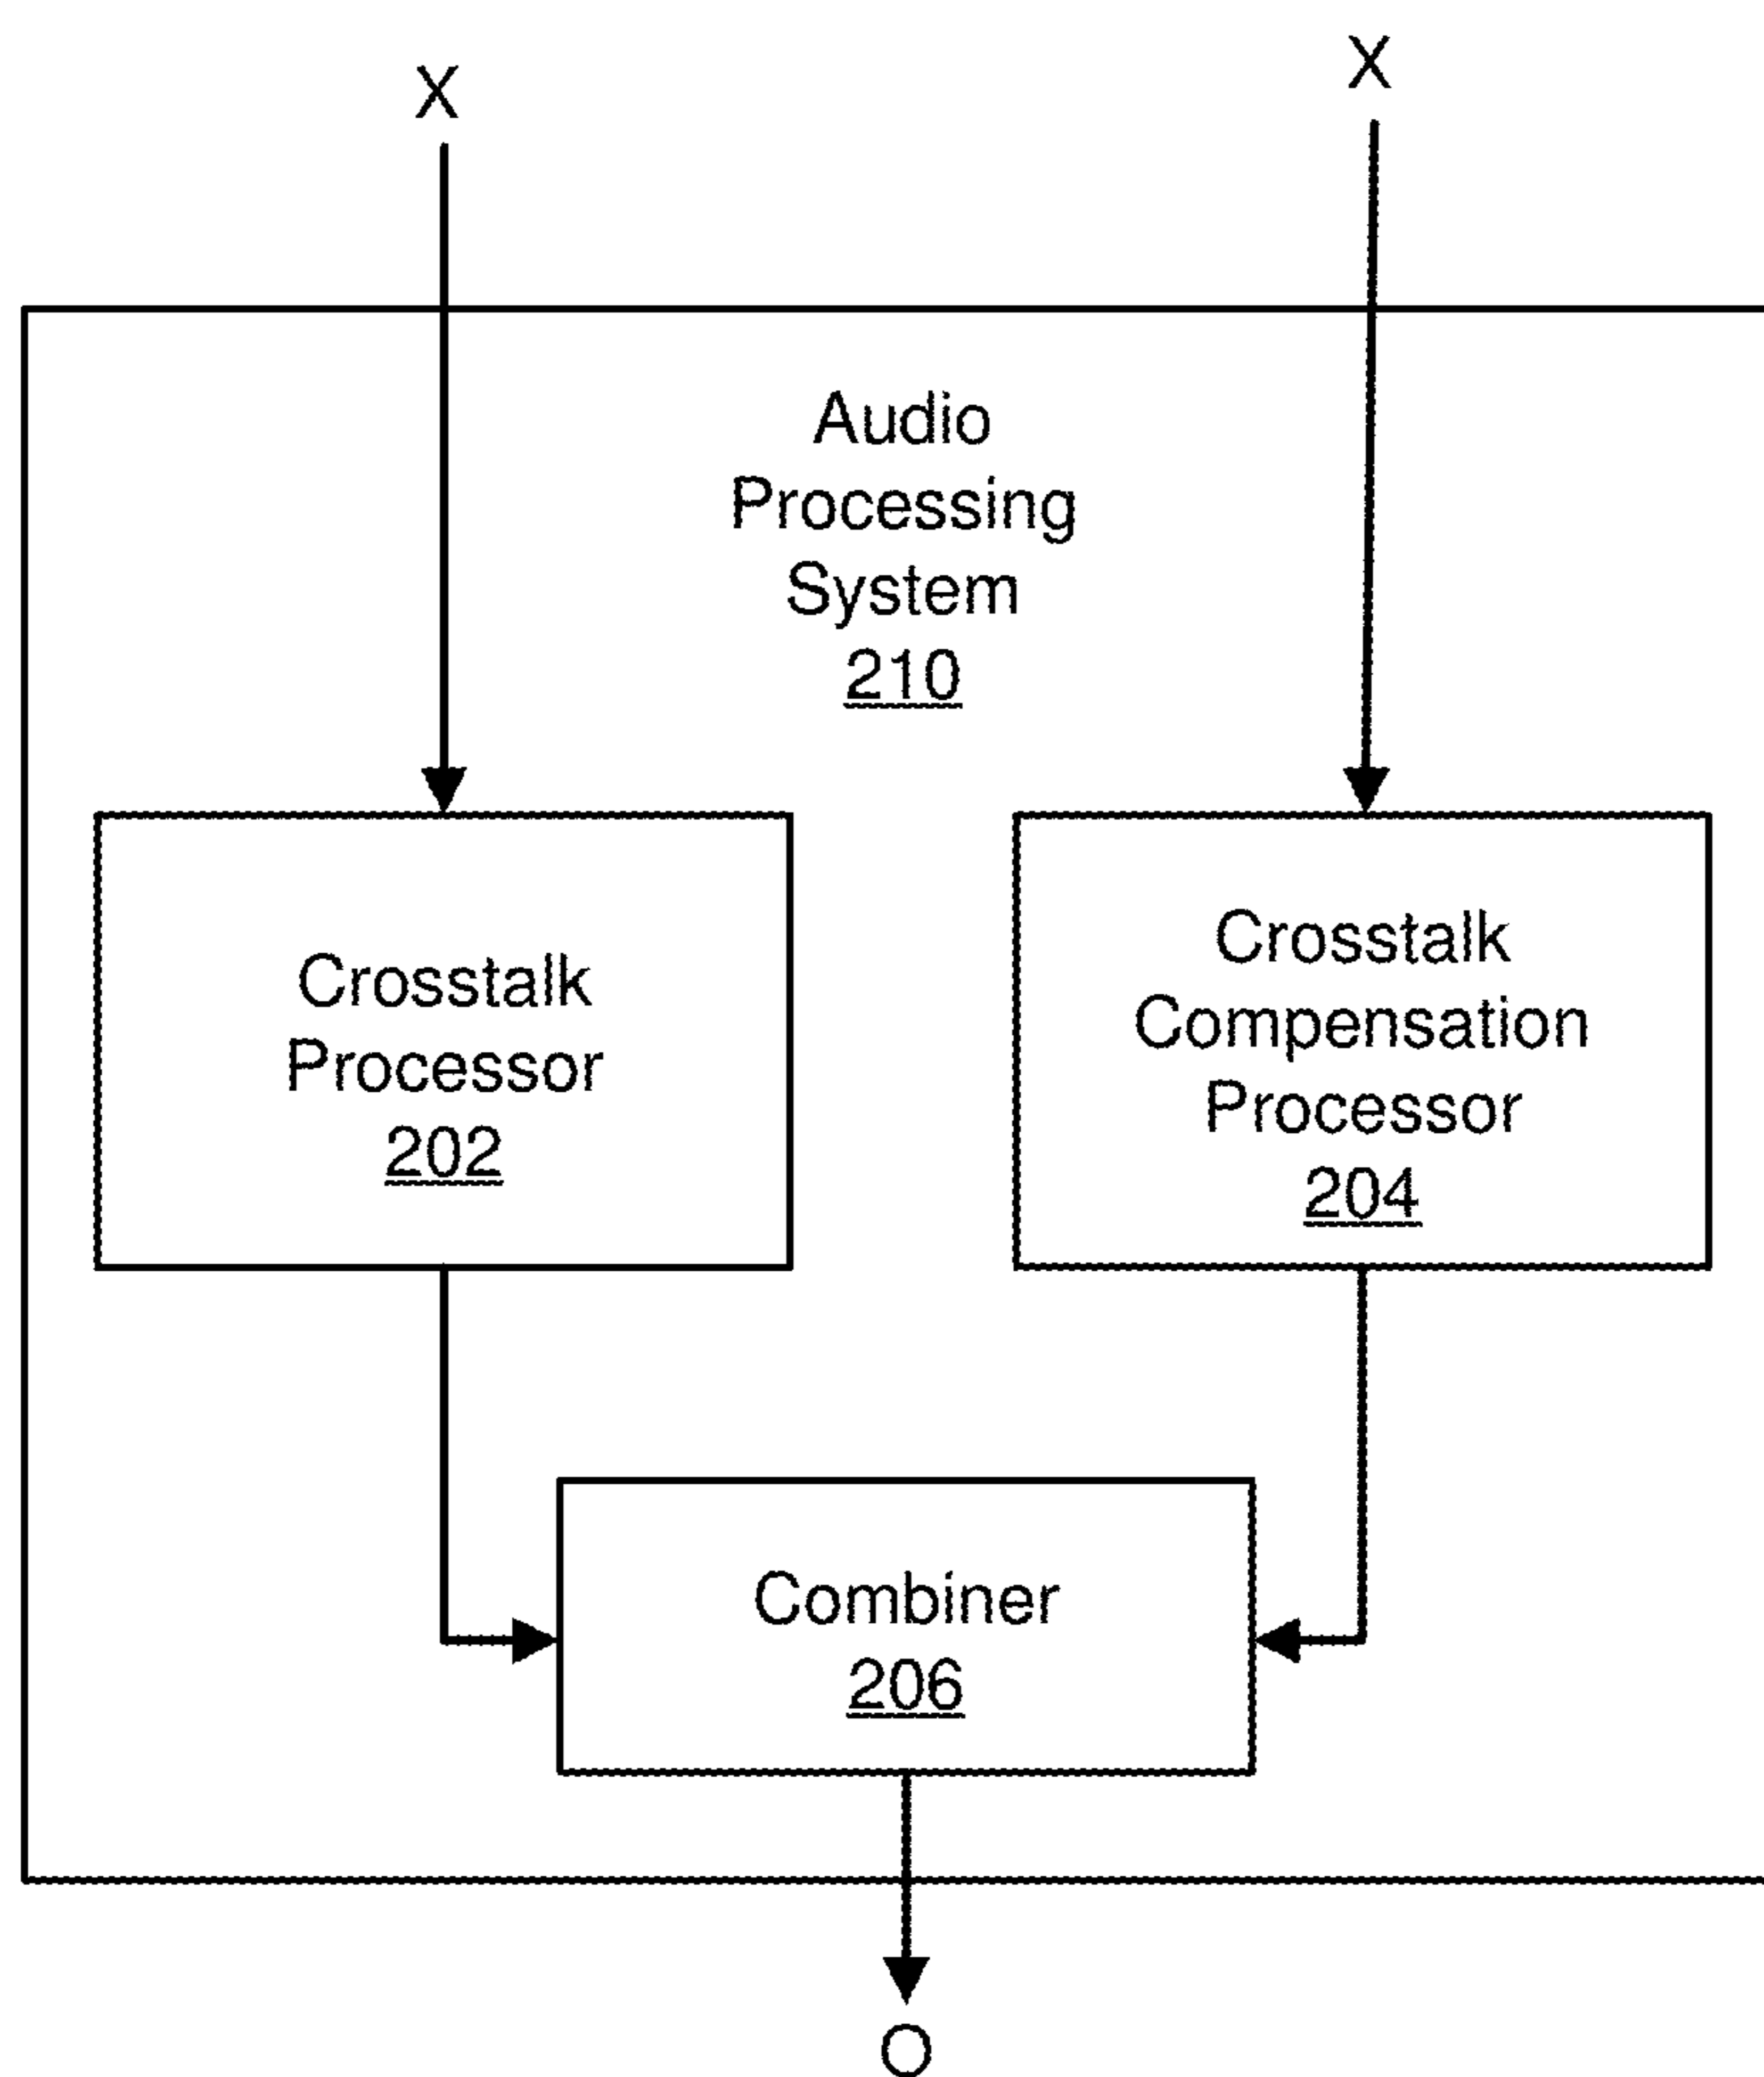 X
X
Audio
Processing
System
210
Crosstalk
Processor
202
Crosstalk
Compensation
Processor
204
Combiner
206
O